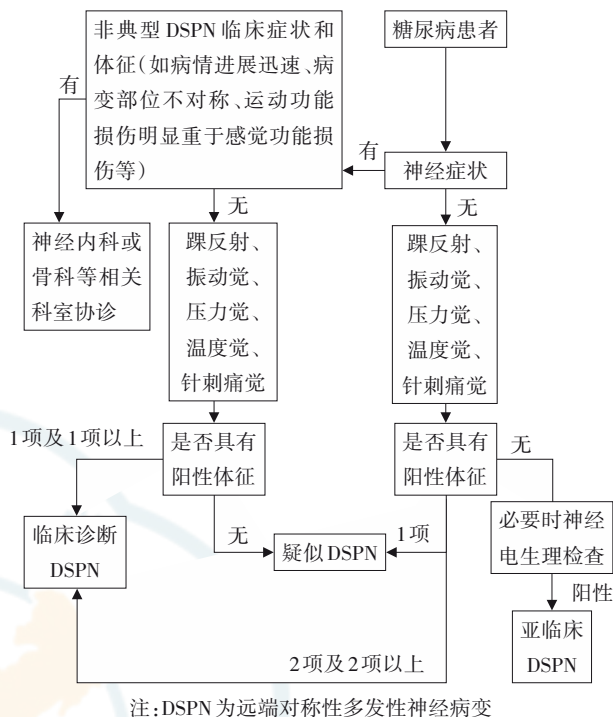 非典型DSPN临床症状和
体征(如病情进展迅速、病
变部位不对称、运动功能
损伤明显重于感觉功能损
伤等)
糖尿病患者
有
有
神经症状
无
无
神经内科或
骨科等相关
科室协诊
踝反射、
振动觉、
压力觉、
温度觉、
针刺痛觉
踝反射、
振动觉、
压力觉、
温度觉、
针刺痛觉
1项及1项以上
是否具有
阳性体征
是否具有
阳性体征
无
临床诊断
DSPN
无
疑似DSPN
1项
必要时神经
电生理检查
阳性
亚临床
DSPN
2项及2项以上
注:DSPN为远端对称性多发性神经病变